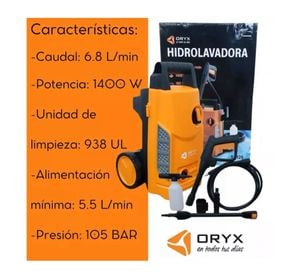 Características:
-Caudal: 6.8 L/min
-Potencia: 1400 W
-Unidad de
limpieza: 938 UL
-Alimentación
mínima: 5.5 L/min
-Presión: 105 BAR
ORYX
HIDROLAVADORA
ORYX
en todos tus días